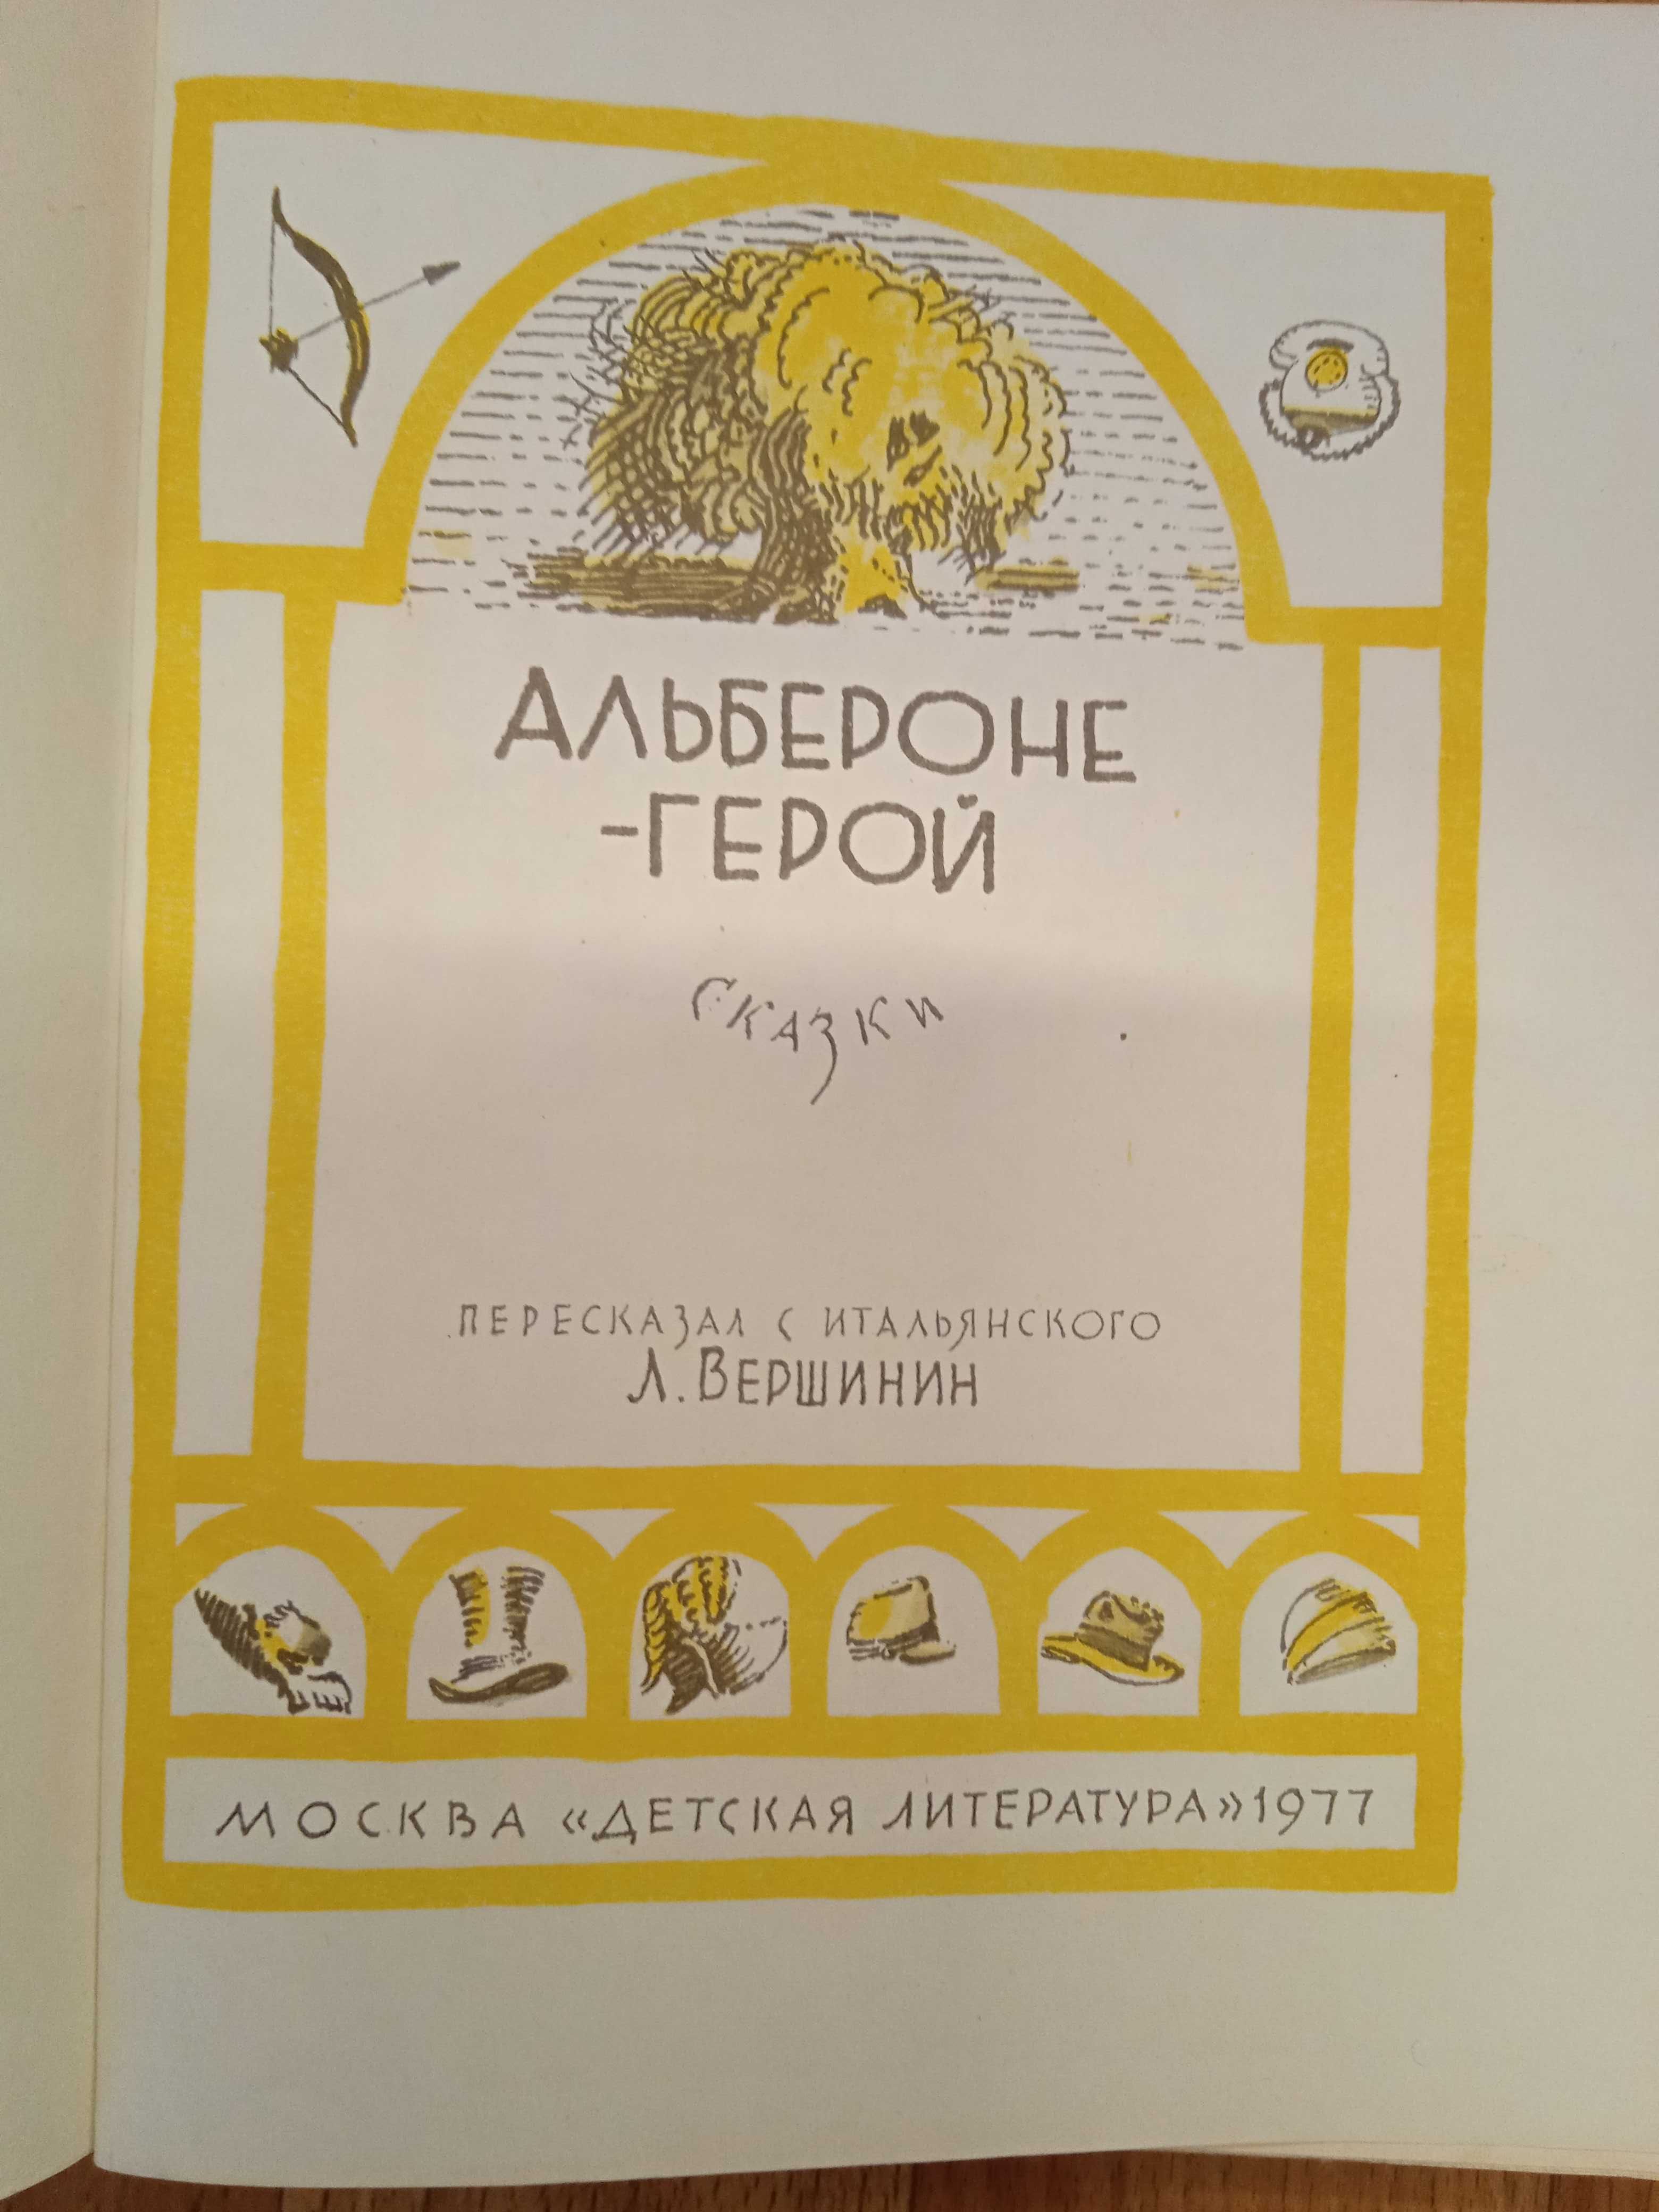 АЛЬБЕРОНЕ
-ГЕРОЙ
СКАЗКИ
ПЕРЕСКАЗАЛ С ИТАЛЬЯНСКОГО
Л. ВЕРШИНИН
МОСКВА «ДЕТСКАЯ ЛИТЕРАТУРА» 1977